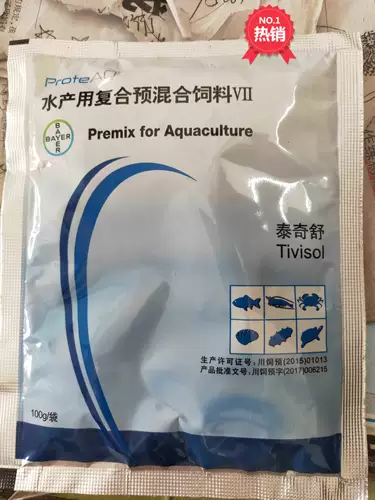 NO.1
热销
ProteAQ
水产用复合预混合饲料VII
BAYER
BAYER
Premix for Aquaculture
泰奇舒
Tivisol
生产许可证号:川饲预(2015)01013
产品批准文号:川饲预字(2017)006215
100g/袋